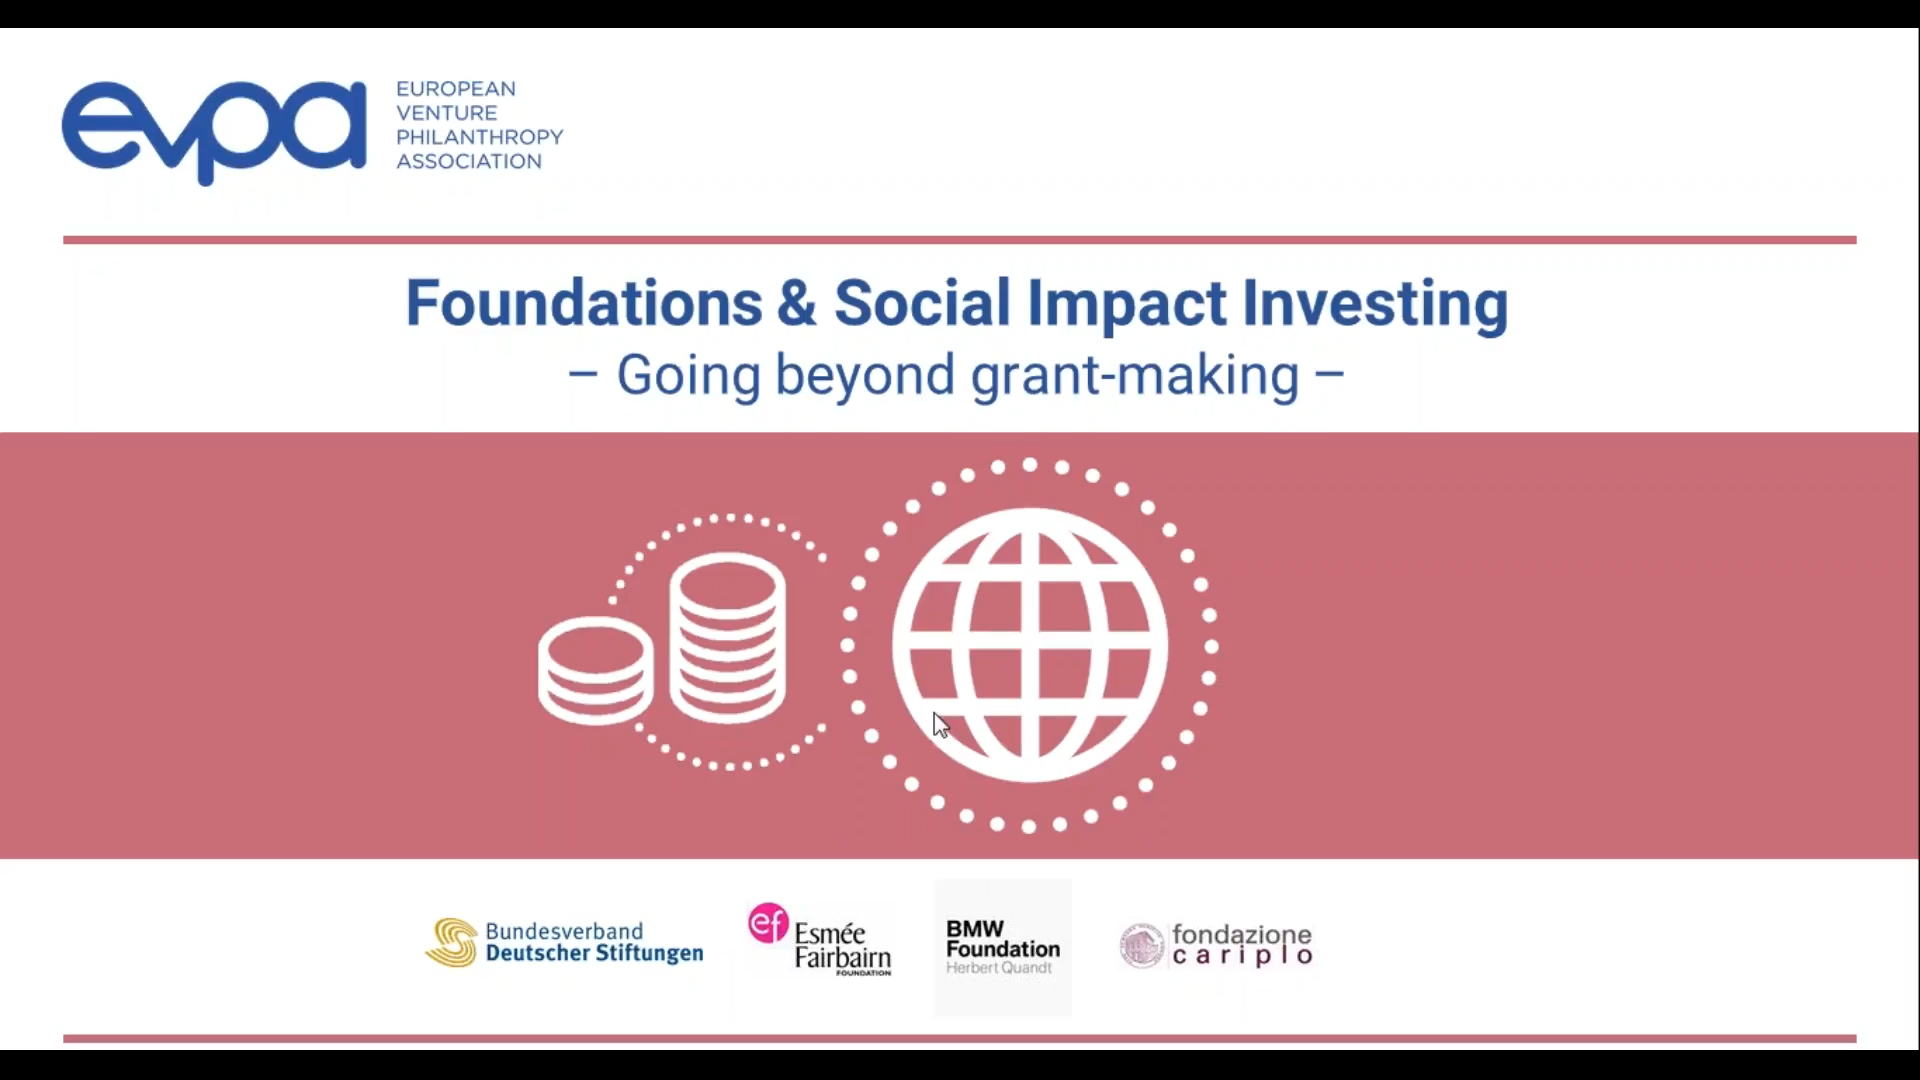 evpa
EUROPEAN
VENTURE
PHILANTHROPY
ASSOCIATION
Foundations & Social Impact Investing
– Going beyond grant-making –
Bundesverband
Deutscher Stiftungen
ef
Esmée
Fairbairn
FOUNDATION
BMW
Foundation
Herbert Quandt
fondazione
cariplo